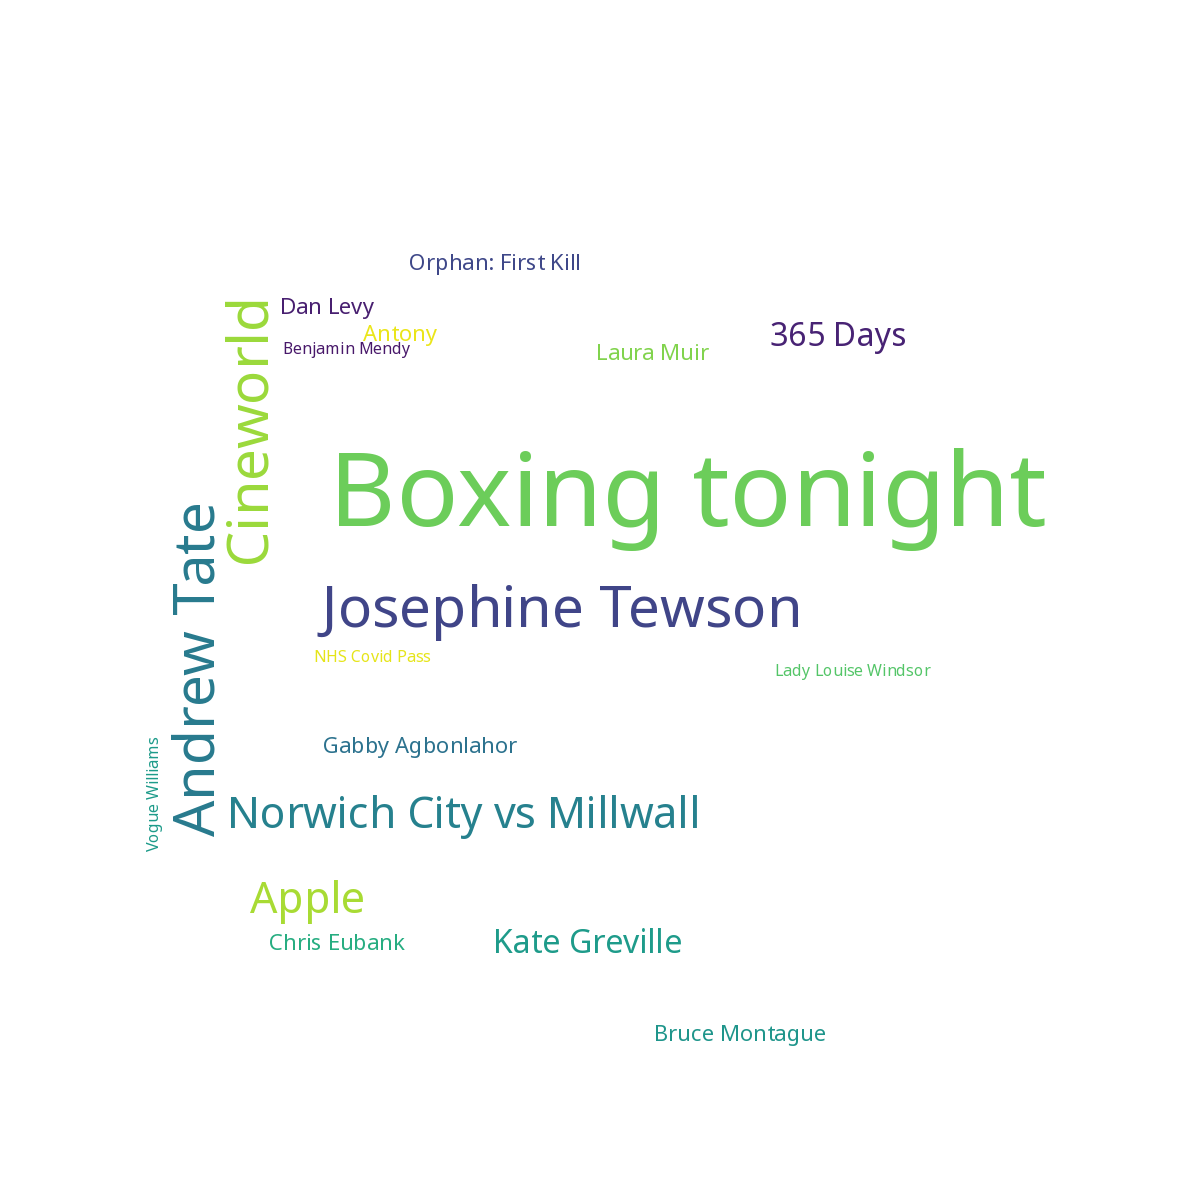 Orphan: First Kill
Dan Levy
Antony
Benjamin Mendy
Laura Muir
365 Days
Cineworld
Boxing tonight
Andrew Tate
Josephine Tewson
NHS Covid Pass
Lady Louise Windsor
Gabby Agbonlahor
Vogue Williams
Norwich City vs Millwall
Apple
Chris Eubank
Kate Greville
Bruce Montague